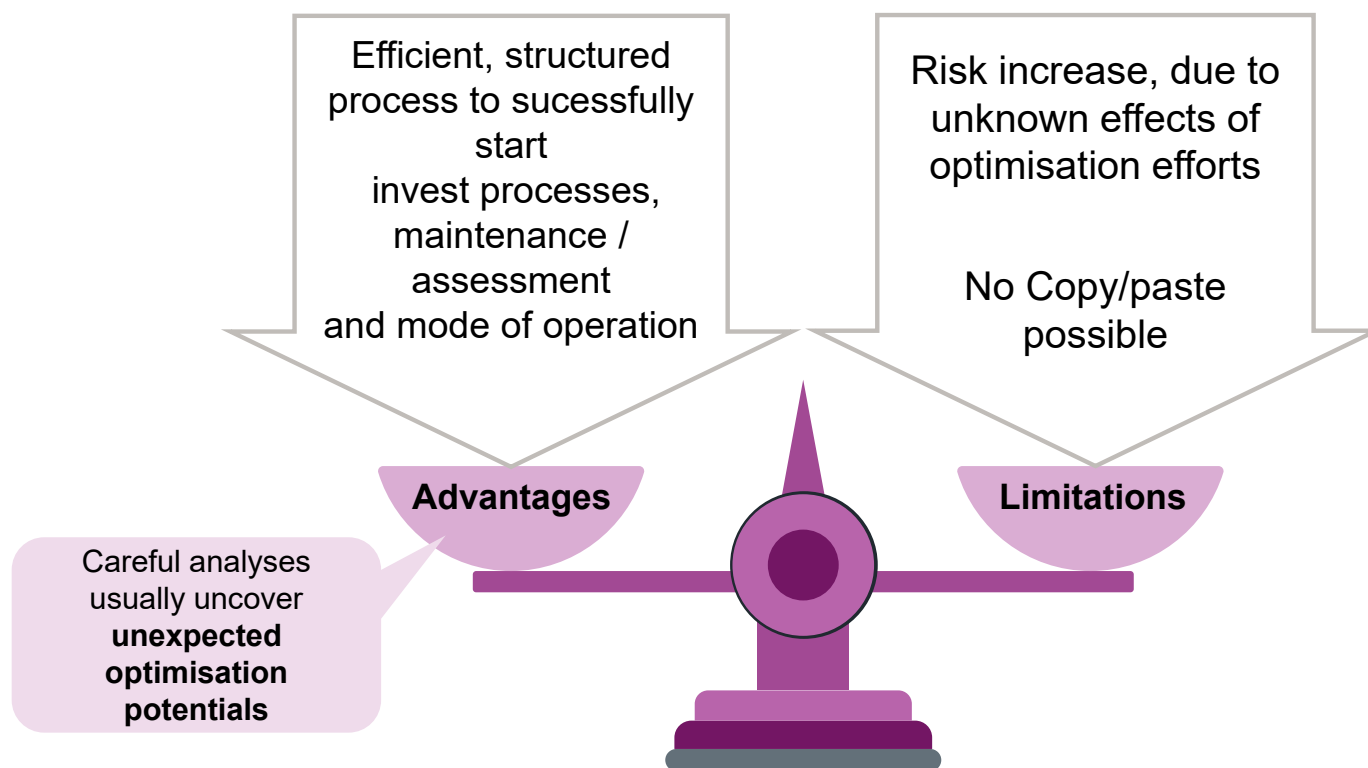 Efficient, structured
process to sucessfully
start
invest processes,
maintenance /
assessment
and mode of operation
Risk increase, due to
unknown effects of
optimisation efforts
No Copy/paste
possible
Advantages
Limitations
Careful analyses
usually uncover
unexpected
optimisation
potentials